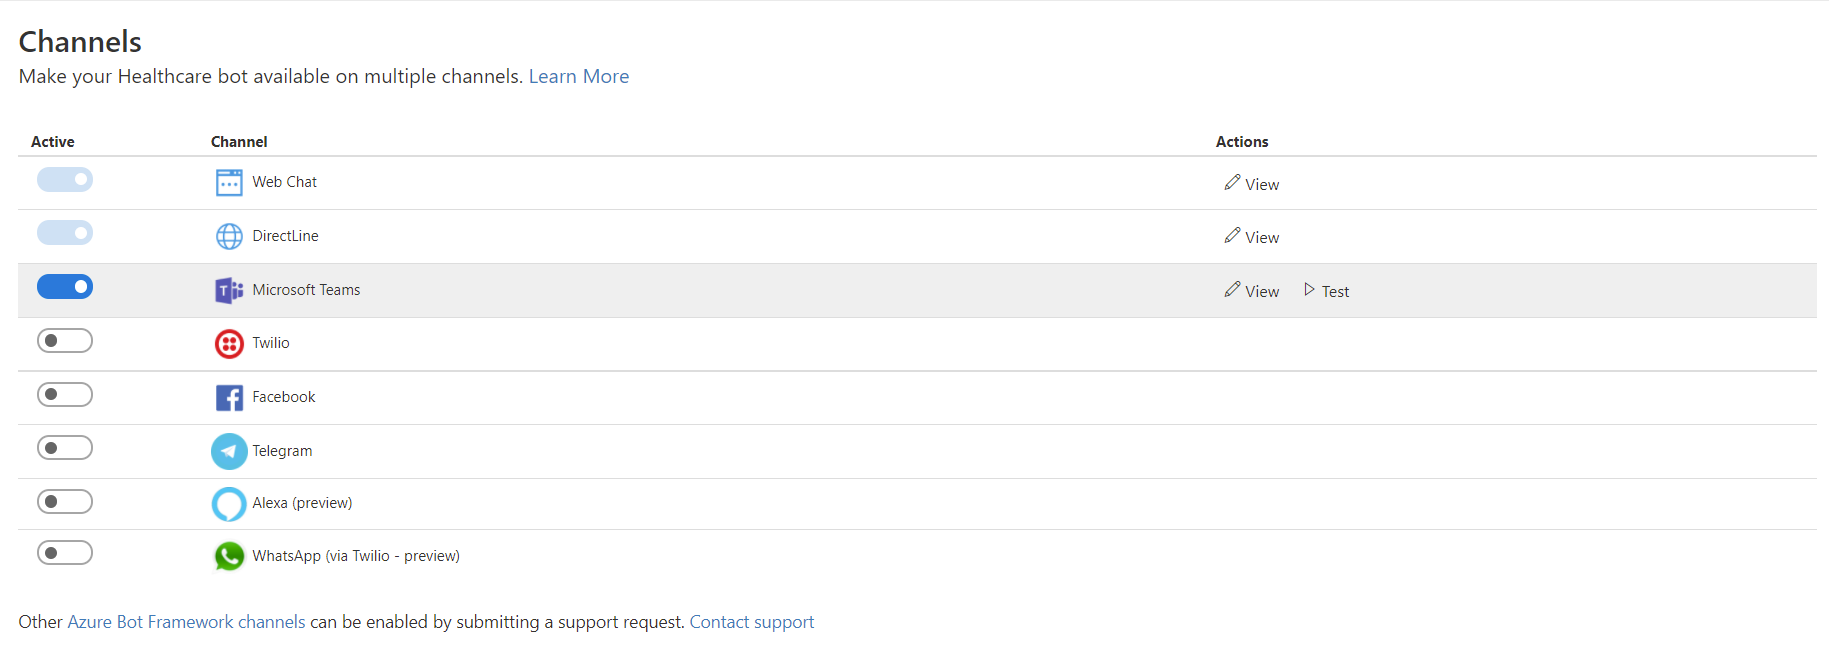 Channels
Make your Healthcare bot available on multiple channels. Learn More
Active Channel Actions
Web Chat View
DirectLine View
Microsoft Teams View Test
Twilio
Facebook
Telegram
Alexa (preview)
WhatsApp (via Twilio - preview)
Other Azure Bot Framework channels can be enabled by submitting a support request. Contact support